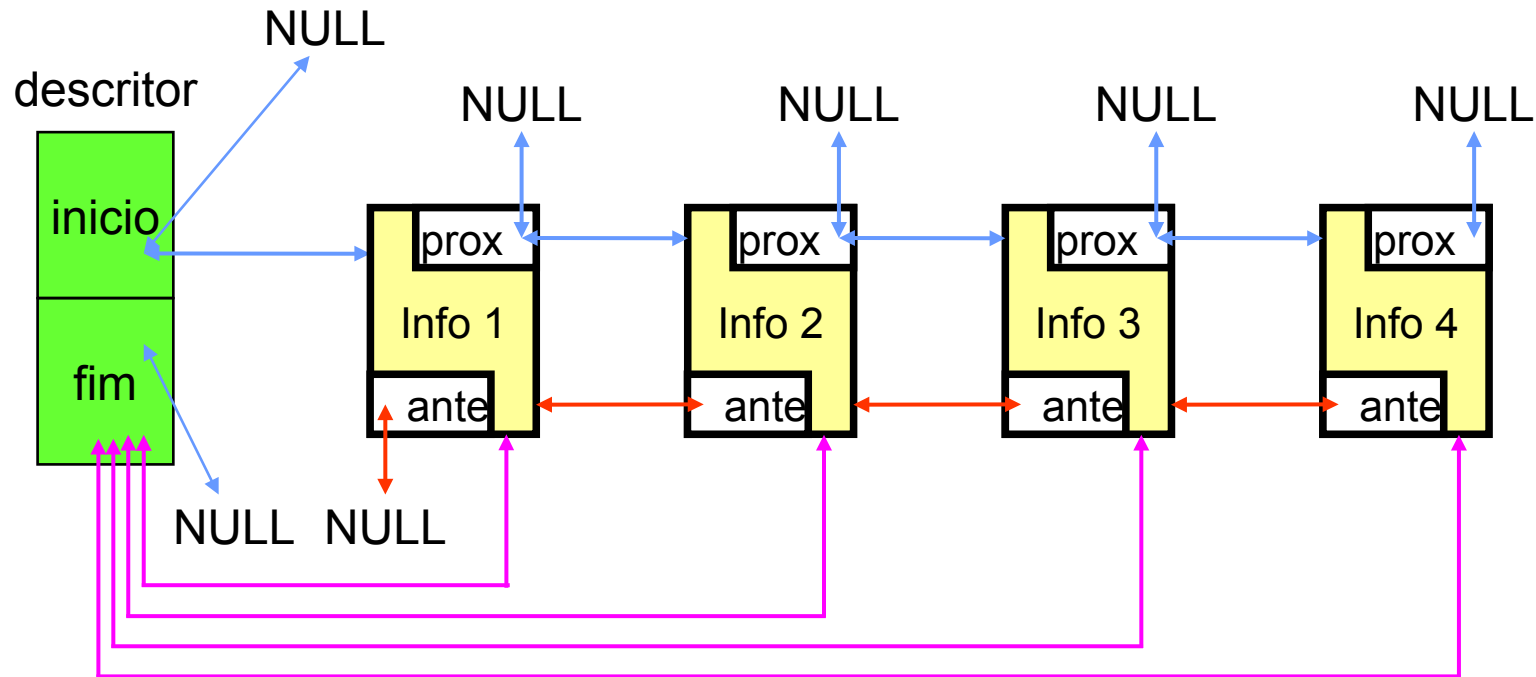 NULL
descritor
NULL NULL NULL NULL
inicio
prox prox prox prox
Info 1 Info 2 Info 3 Info 4
fim
ante ante ante ante
NULL NULL